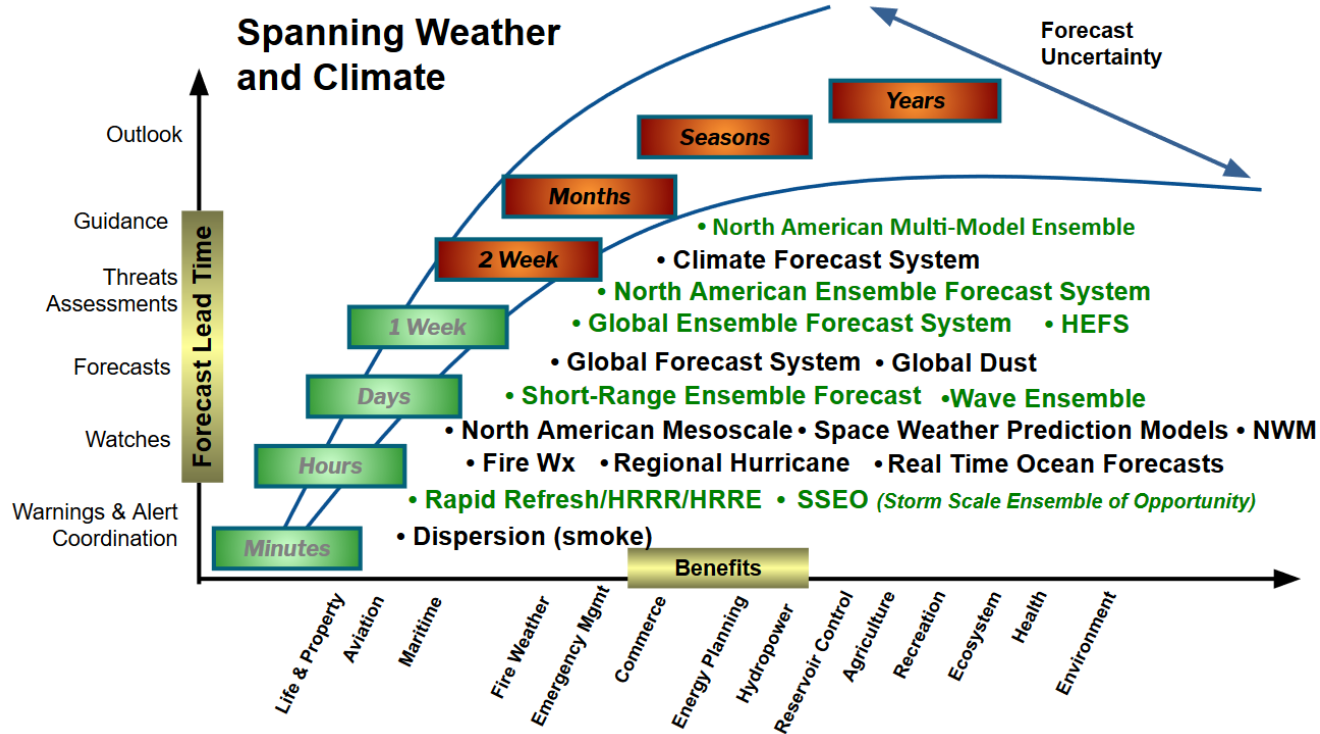 Spanning Weather
and Climate
Forecast
Uncertainty
Outlook
Guidance
Threats
Assessments
Forecasts
Watches
Warnings & Alert
Coordination
Forecast Lead Time
Years
Seasons
Months
2 Week
1 Week
Days
Hours
Minutes
• North American Multi-Model Ensemble
• Climate Forecast System
• North American Ensemble Forecast System
• Global Ensemble Forecast System • HEFS
• Global Forecast System • Global Dust
• Short-Range Ensemble Forecast •Wave Ensemble
• North American Mesoscale • Space Weather Prediction Models • NWM
• Fire Wx • Regional Hurricane • Real Time Ocean Forecasts
• Rapid Refresh/HRRR/HRRE • SSEO (Storm Scale Ensemble of Opportunity)
• Dispersion (smoke)
Benefits
Life & Property
Aviation
Maritime
Fire Weather
Emergency Mgmt
Commerce
Energy Planning
Hydropower
Reservoir Control
Agriculture
Recreation
Ecosystem
Health
Environment